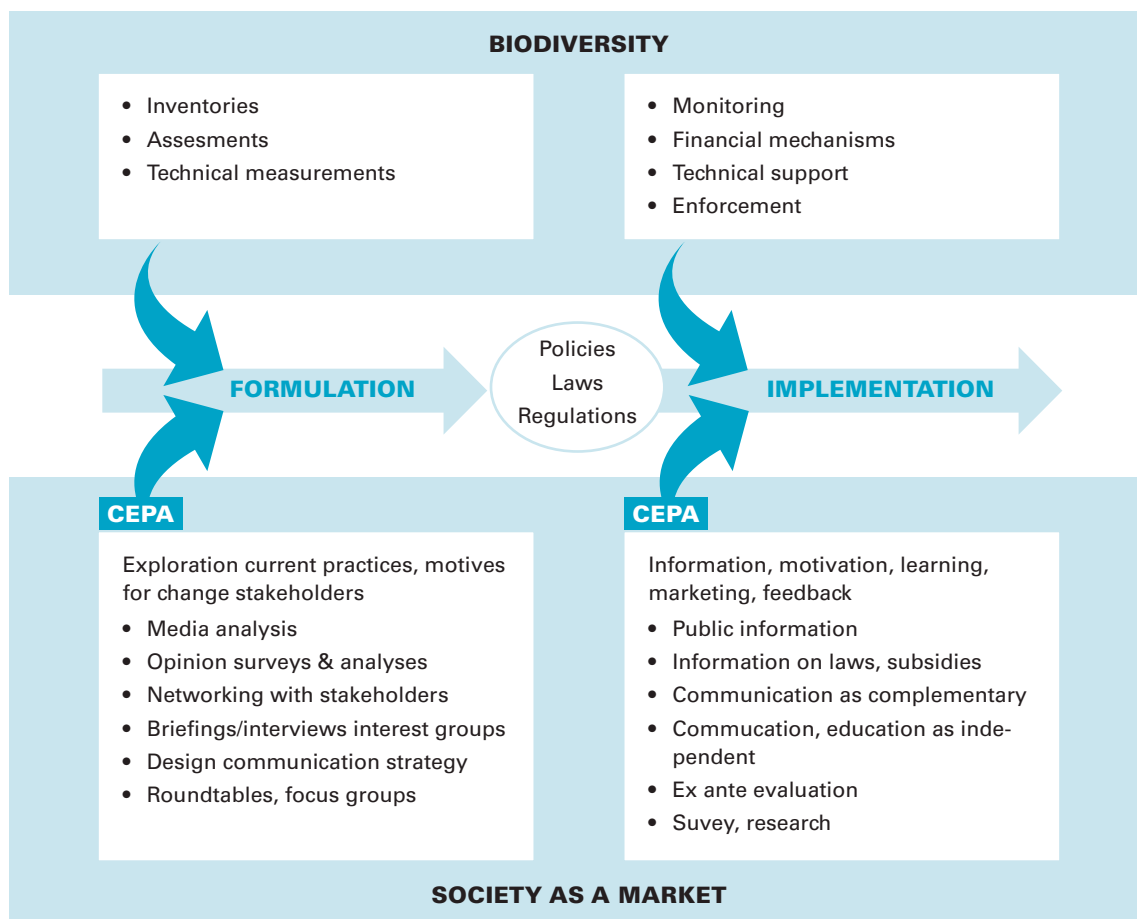 BIODIVERSITY
• Inventories
• Assesments
• Technical measurements
• Monitoring
• Financial mechanisms
• Technical support
• Enforcement
FORMULATION
Policies
Laws
Regulations
IMPLEMENTATION
CEPA
Exploration current practices, motives
for change stakeholders
• Media analysis
• Opinion surveys & analyses
• Networking with stakeholders
• Briefings/interviews interest groups
• Design communication strategy
• Roundtables, focus groups
CEPA
Information, motivation, learning,
marketing, feedback
• Public information
• Information on laws, subsidies
• Communication as complementary
• Commucation, education as inde-
pendent
• Ex ante evaluation
• Suvey, research
SOCIETY AS A MARKET